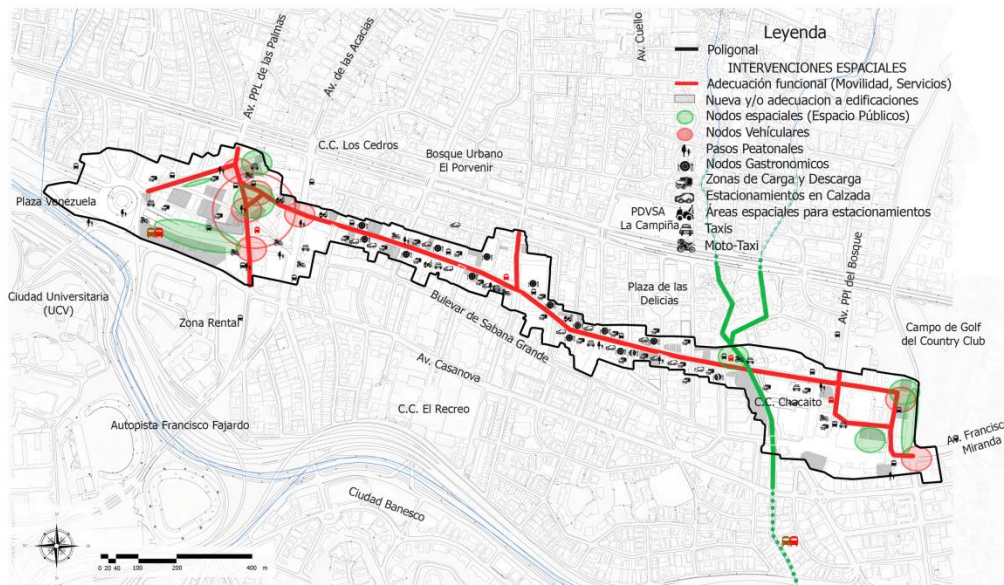 Leyenda
Poligonal
INTERVENCIONES ESPACIALES
Adecuación funcional (Movilidad, Servicios)
Nueva y/o adecuacion a edificaciones
Nodos espaciales (Espacio Públicos)
Nodos Vehículares
Pasos Peatonales
Nodos Gastronomicos
Zonas de Carga y Descarga
Estacionamientos en Calzada
Áreas espaciales para estacionamientos
Taxis
Moto-Taxi
Av. PPL de las Palmas
Av. de las Acacias
Av. Cuello
C.C. Los Cedros
Bosque Urbano
El Porvenir
Plaza Venezuela
PDVSA
La Campiña
Av. PPl del Bosque
Plaza de las
Delicias
Ciudad Universitaria
(UCV)
Zona Rental
Bulevar de Sabana Grande
Campo de Golf
del Country Club
Av. Casanova
C.C. El Recreo
C.C. Chacaito
Autopista Francisco Fajardo
Av. Francisc
Miranda
Ciudad Banesco
0 20 40 100 200 400 m